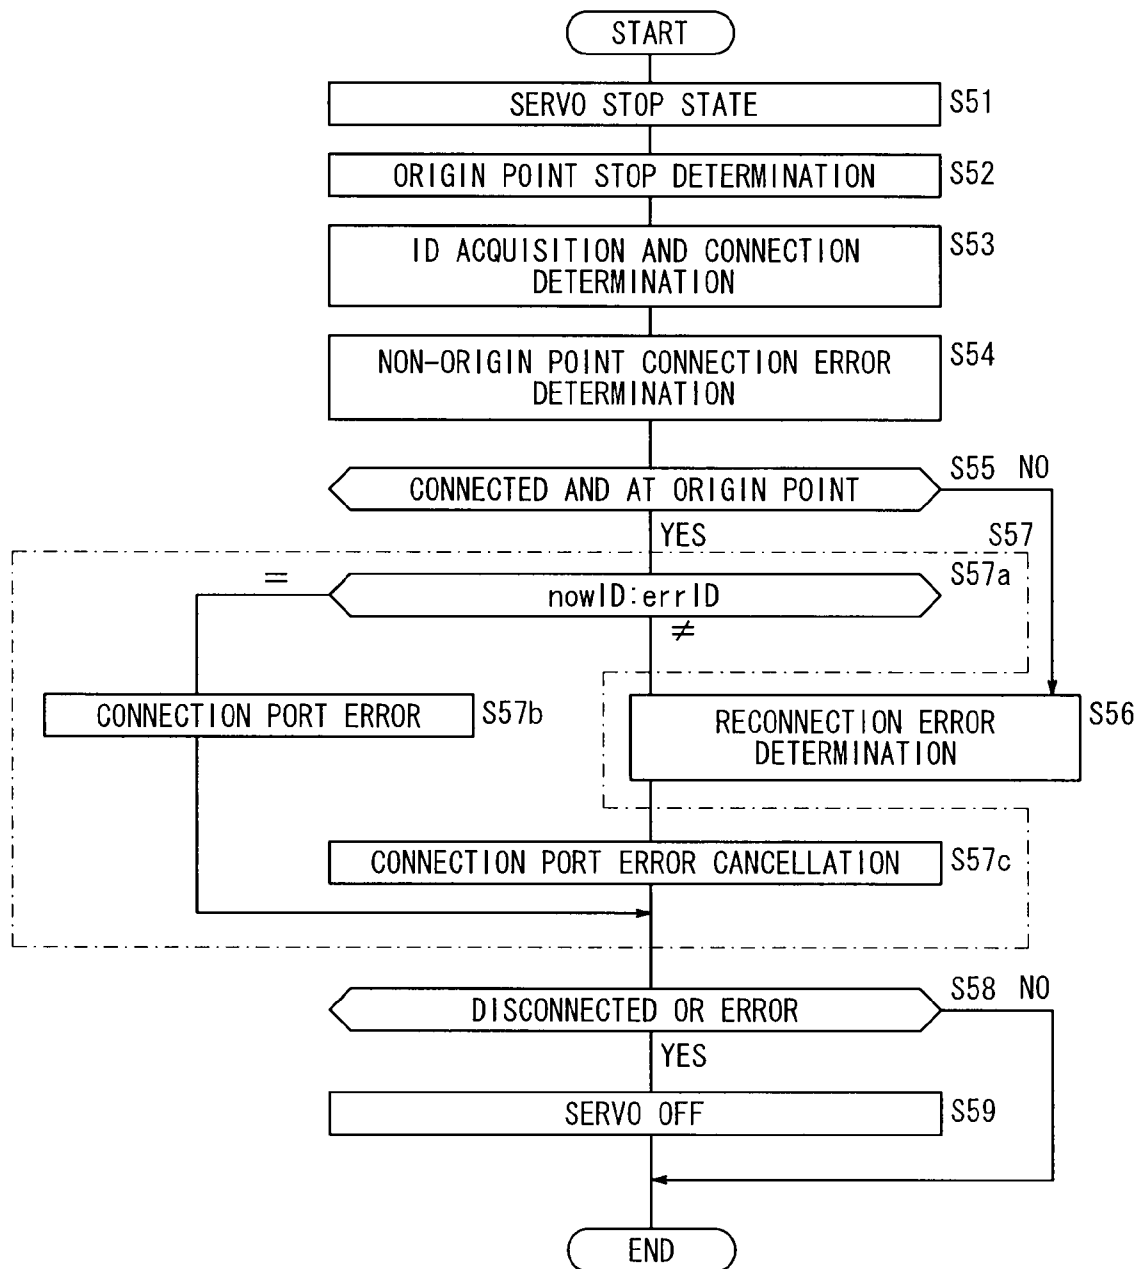 START
SERVO STOP STATE
S51
ORIGIN POINT STOP DETERMINATION
S52
ID ACQUISITION AND CONNECTION
DETERMINATION
S53
NON-ORIGIN POINT CONNECTION ERROR
DETERMINATION
S54
CONNECTED AND AT ORIGIN POINT
S55 NO
YES
S57
=
nowID:errID
S57a
≠
CONNECTION PORT ERROR
S57b
RECONNECTION ERROR
DETERMINATION
S56
CONNECTION PORT ERROR CANCELLATION
S57c
DISCONNECTED OR ERROR
S58 NO
YES
SERVO OFF
S59
END